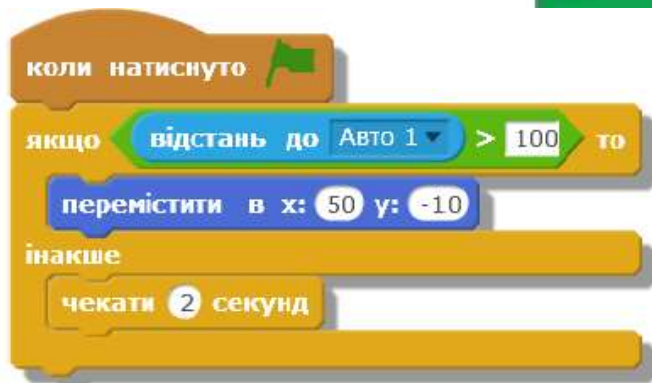 коли натиснуто
якщо відстань до Авто 1 > 100 то
перемістити в x: 50 y: -10
інакше
чекати 2 секунд